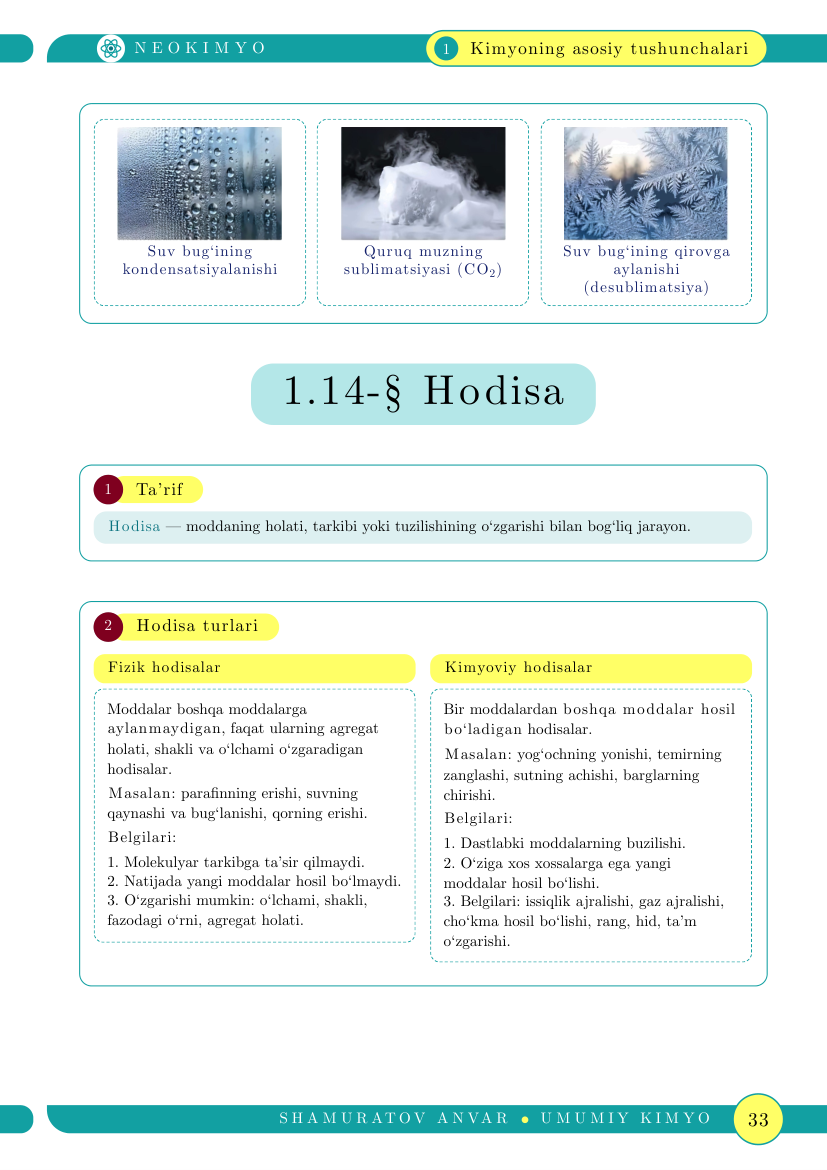 NEOKIMYO
1 Kimyoning asosiy tushunchalari
Suv bug‘ining
kondensatsiyalanishi
Quruq muzning
sublimatsiyasi (CO₂)
Suv bug‘ining qirovga
aylanishi
(desublimatsiya)
1.14-§ Hodisa
1 Ta’rif
Hodisa — moddaning holati, tarkibi yoki tuzilishining o‘zgarishi bilan bog‘liq jarayon.
2 Hodisa turlari
Fizik hodisalar
Moddalar boshqa moddalarga
aylanmaydigan, faqat ularning agregat
holati, shakli va o‘lchami o‘zgaradigan
hodisalar.
Masalan: parafinning erishi, suvning
qaynashi va bug‘lanishi, qorning erishi.
Belgilari:
1. Molekulyar tarkibga ta’sir qilmaydi.
2. Natijada yangi moddalar hosil bo‘lmaydi.
3. O‘zgarishi mumkin: o‘lchami, shakli,
fazodagi o‘rni, agregat holati.
Kimyoviy hodisalar
Bir moddalardan boshqa moddalar hosil
bo‘ladigan hodisalar.
Masalan: yog‘ochning yonishi, temirning
zanglashi, sutning achishi, barglarning
chirishi.
Belgilari:
1. Dastlabki moddalarning buzilishi.
2. O‘ziga xos xossalarga ega yangi
moddalar hosil bo‘lishi.
3. Belgilari: issiqlik ajralishi, gaz ajralishi,
cho‘kma hosil bo‘lishi, rang, hid, ta’m
o‘zgarishi.
SHAMURATOV ANVAR • UMUMIY KIMYO 33